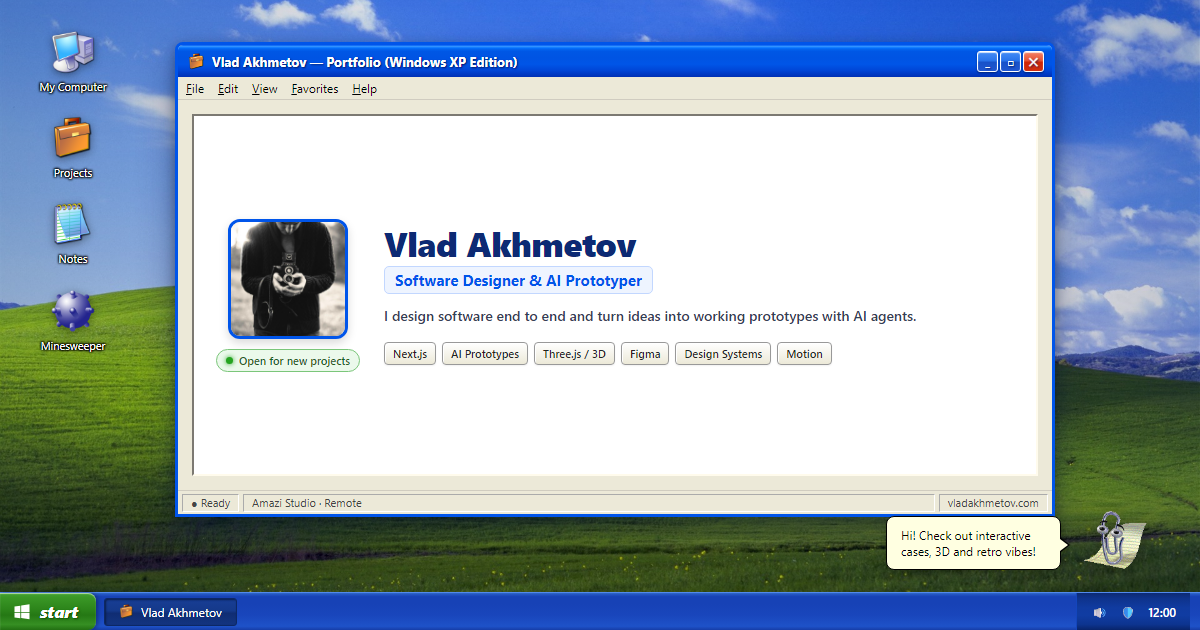 My Computer
Projects
Notes
Minesweeper
Vlad Akhmetov — Portfolio (Windows XP Edition)
File Edit View Favorites Help
Vlad Akhmetov
Software Designer & AI Prototyper
I design software end to end and turn ideas into working prototypes with AI agents.
Next.js AI Prototypes Three.js / 3D Figma Design Systems Motion
Open for new projects
● Ready Amazi Studio · Remote vladakhmetov.com
Hi! Check out interactive
cases, 3D and retro vibes!
start Vlad Akhmetov 12:00